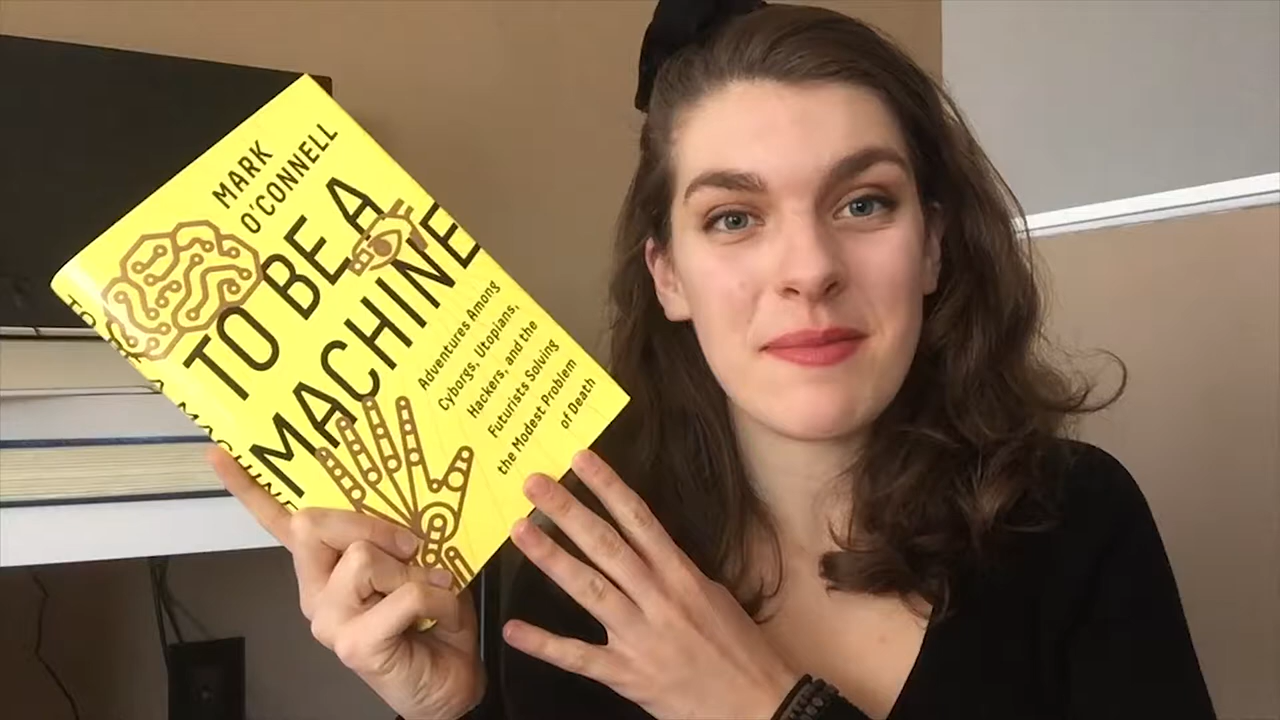 MARK
O'CONNELL
TO BE A
MACHINE
Adventures Among
Cyborgs, Utopians,
Hackers, and the
Futurists Solving
the Modest Problem
of Death